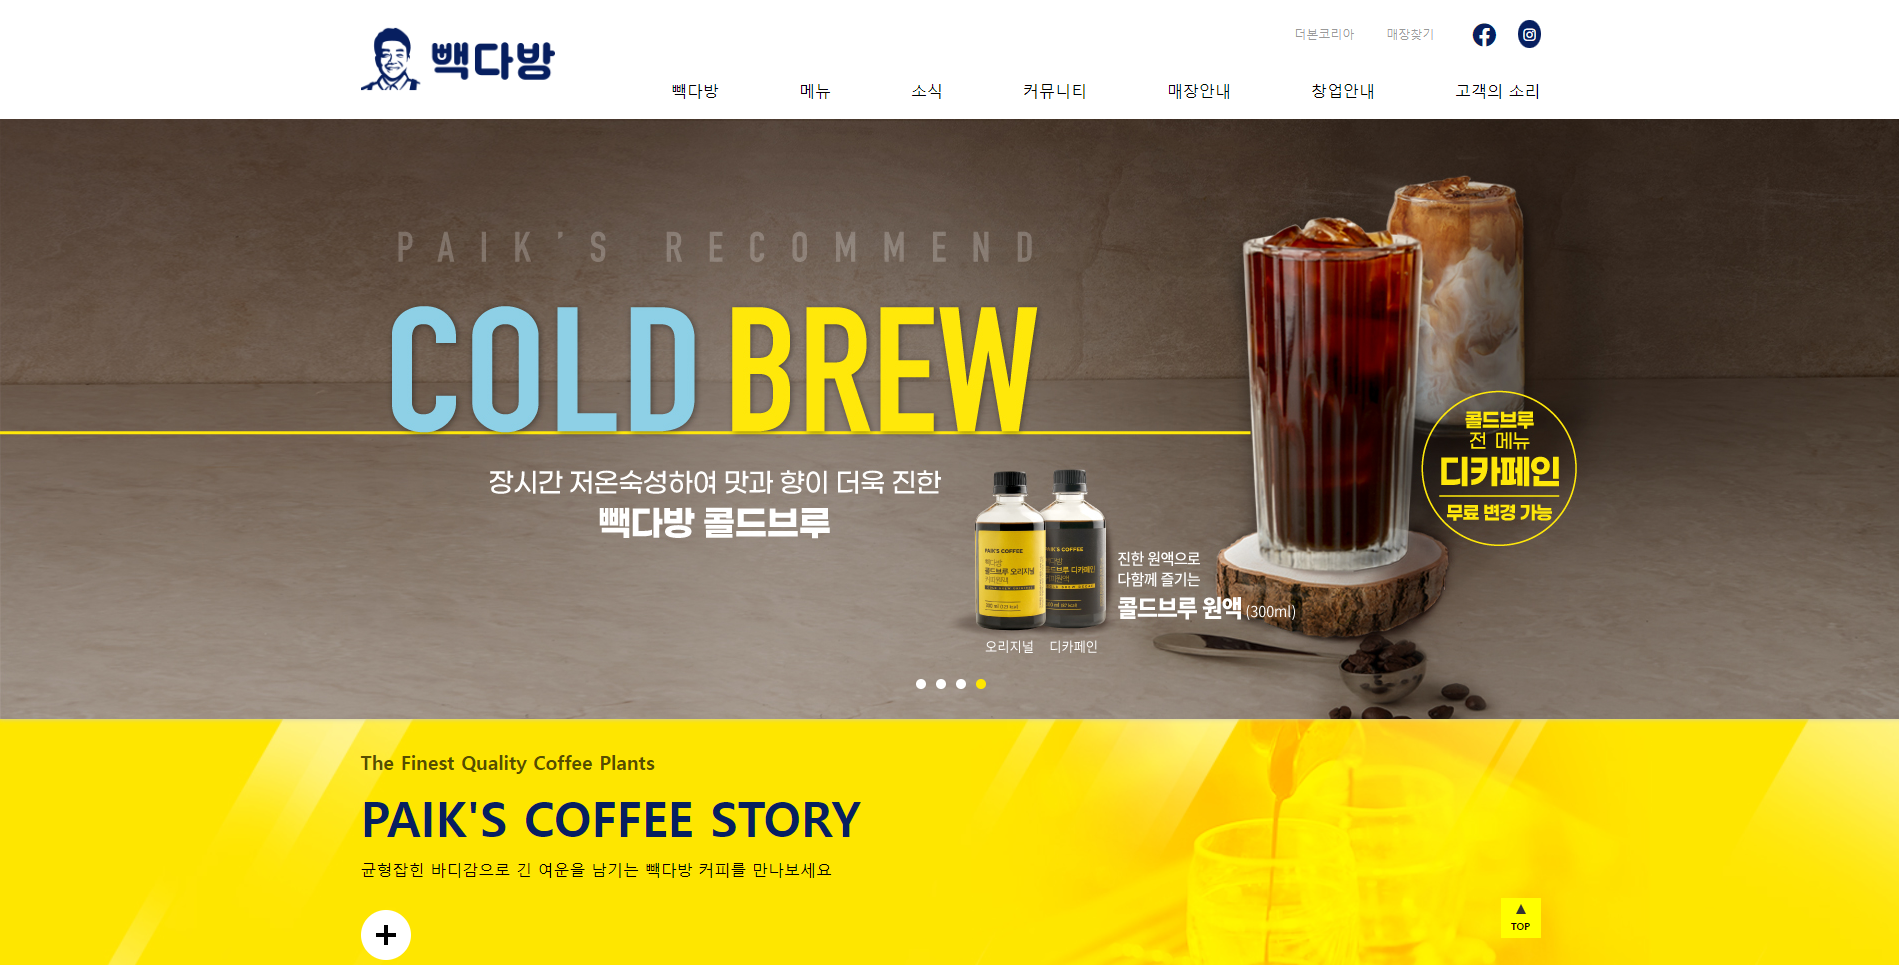 빽다방
더본코리아 매장찾기
빽다방 메뉴 소식 커뮤니티 매장안내 창업안내 고객의 소리
PAIK'S RECOMMEND
COLD BREW
장시간 저온숙성하여 맛과 향이 더욱 진한
빽다방 콜드브루
콜드브루
전 메뉴
디카페인
무료 변경 가능
PAIK'S COFFEE
빽다방
콜드브루 오리지널
커피원액
PAIK'S COFFEE
빽다방
콜드브루 디카페인
커피원액
진한 원액으로
다함께 즐기는
콜드브루 원액 (300ml)
오리지널 디카페인
The Finest Quality Coffee Plants
PAIK'S COFFEE STORY
균형잡힌 바디감으로 긴 여운을 남기는 빽다방 커피를 만나보세요
TOP